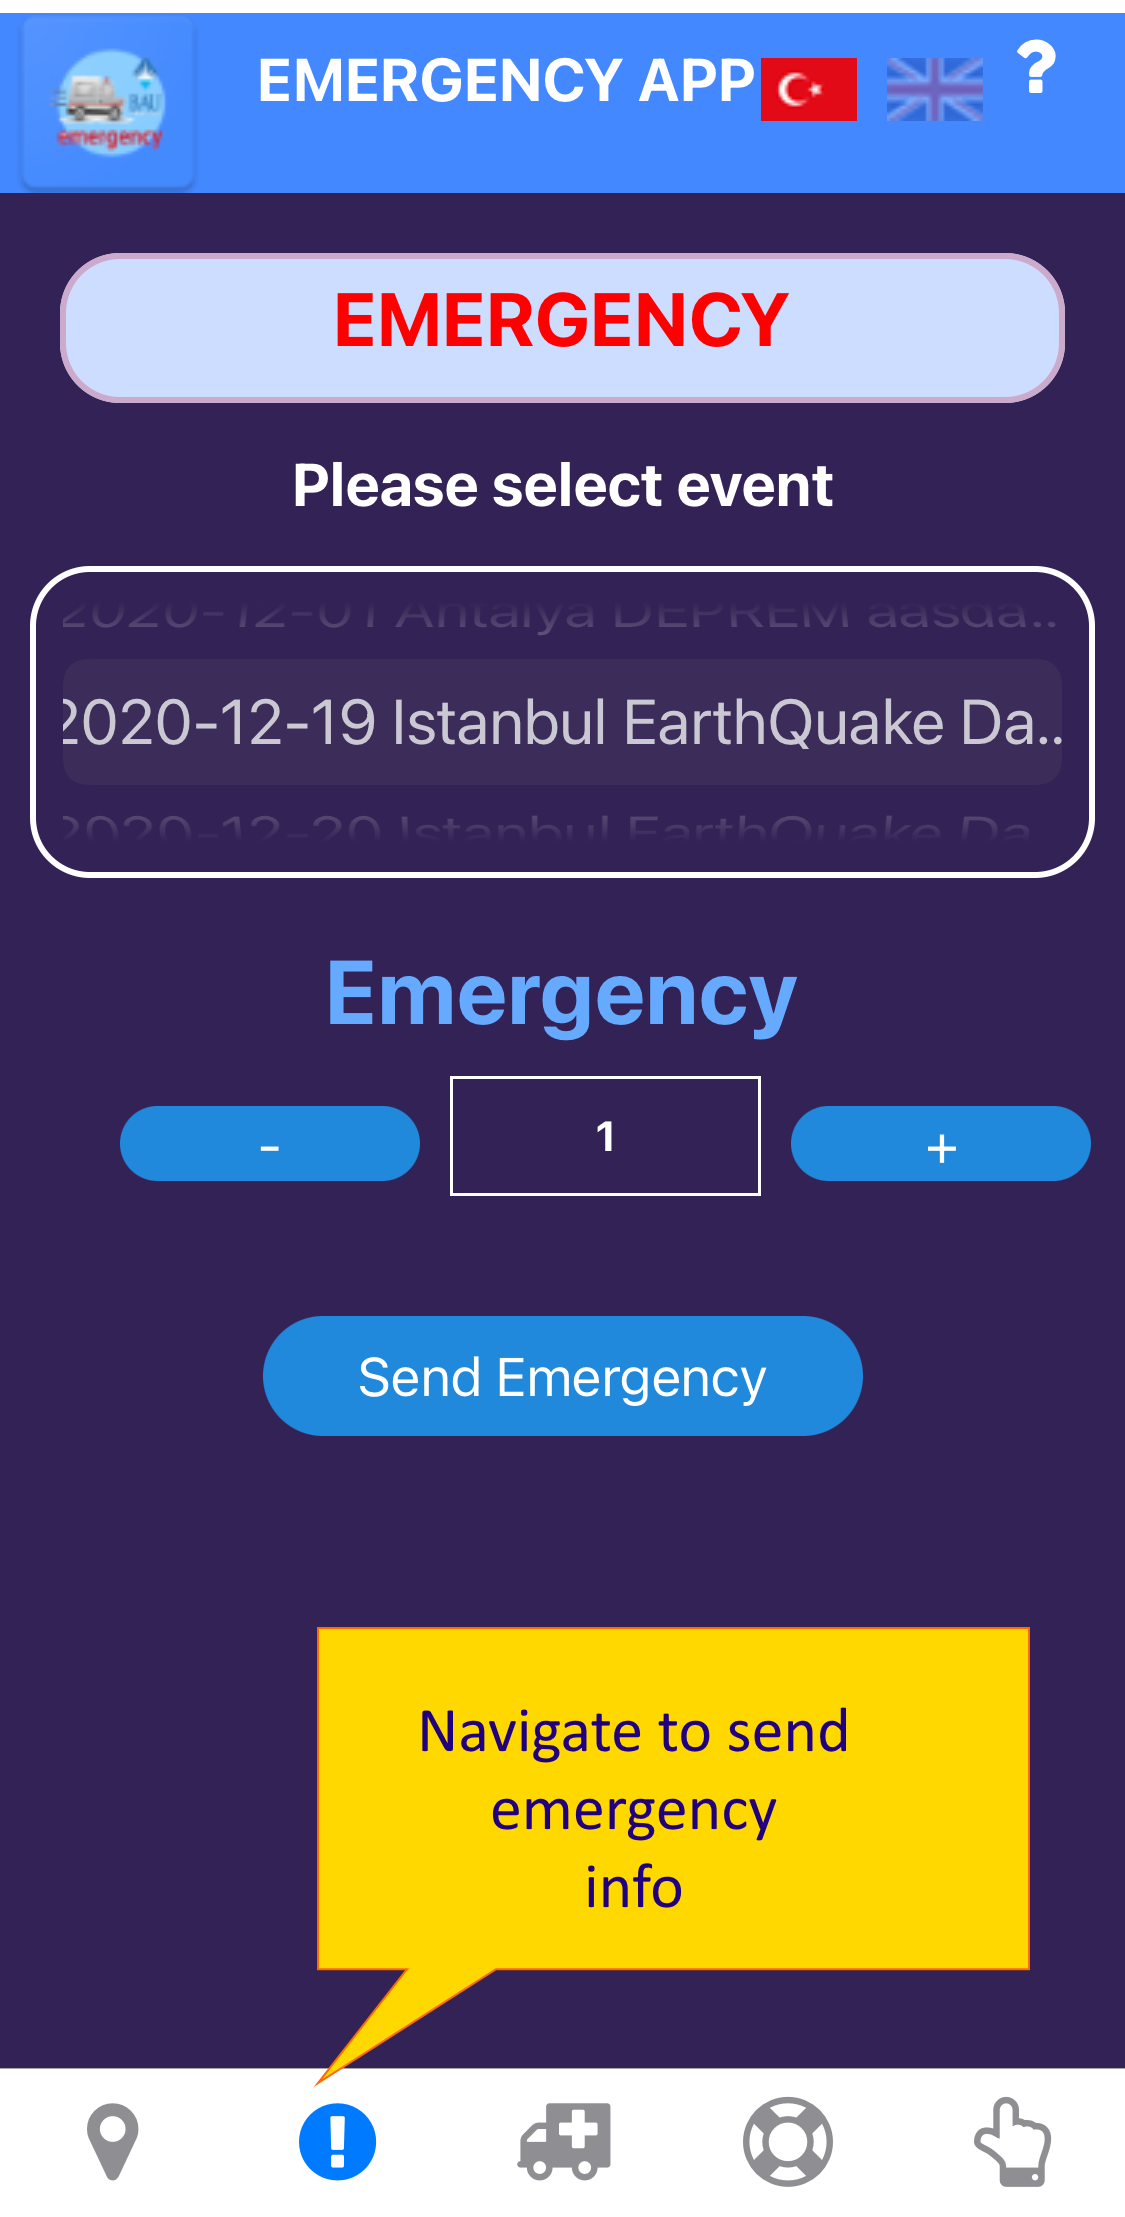 BAU
emergency
EMERGENCY APP
?
EMERGENCY
Please select event
2020-12-01 Antalya DEPREM aasda..
2020-12-19 Istanbul EarthQuake Da..
2020-12-20 Istanbul EarthQuake Da
Emergency
- 1 +
Send Emergency
Navigate to send
emergency
info
!